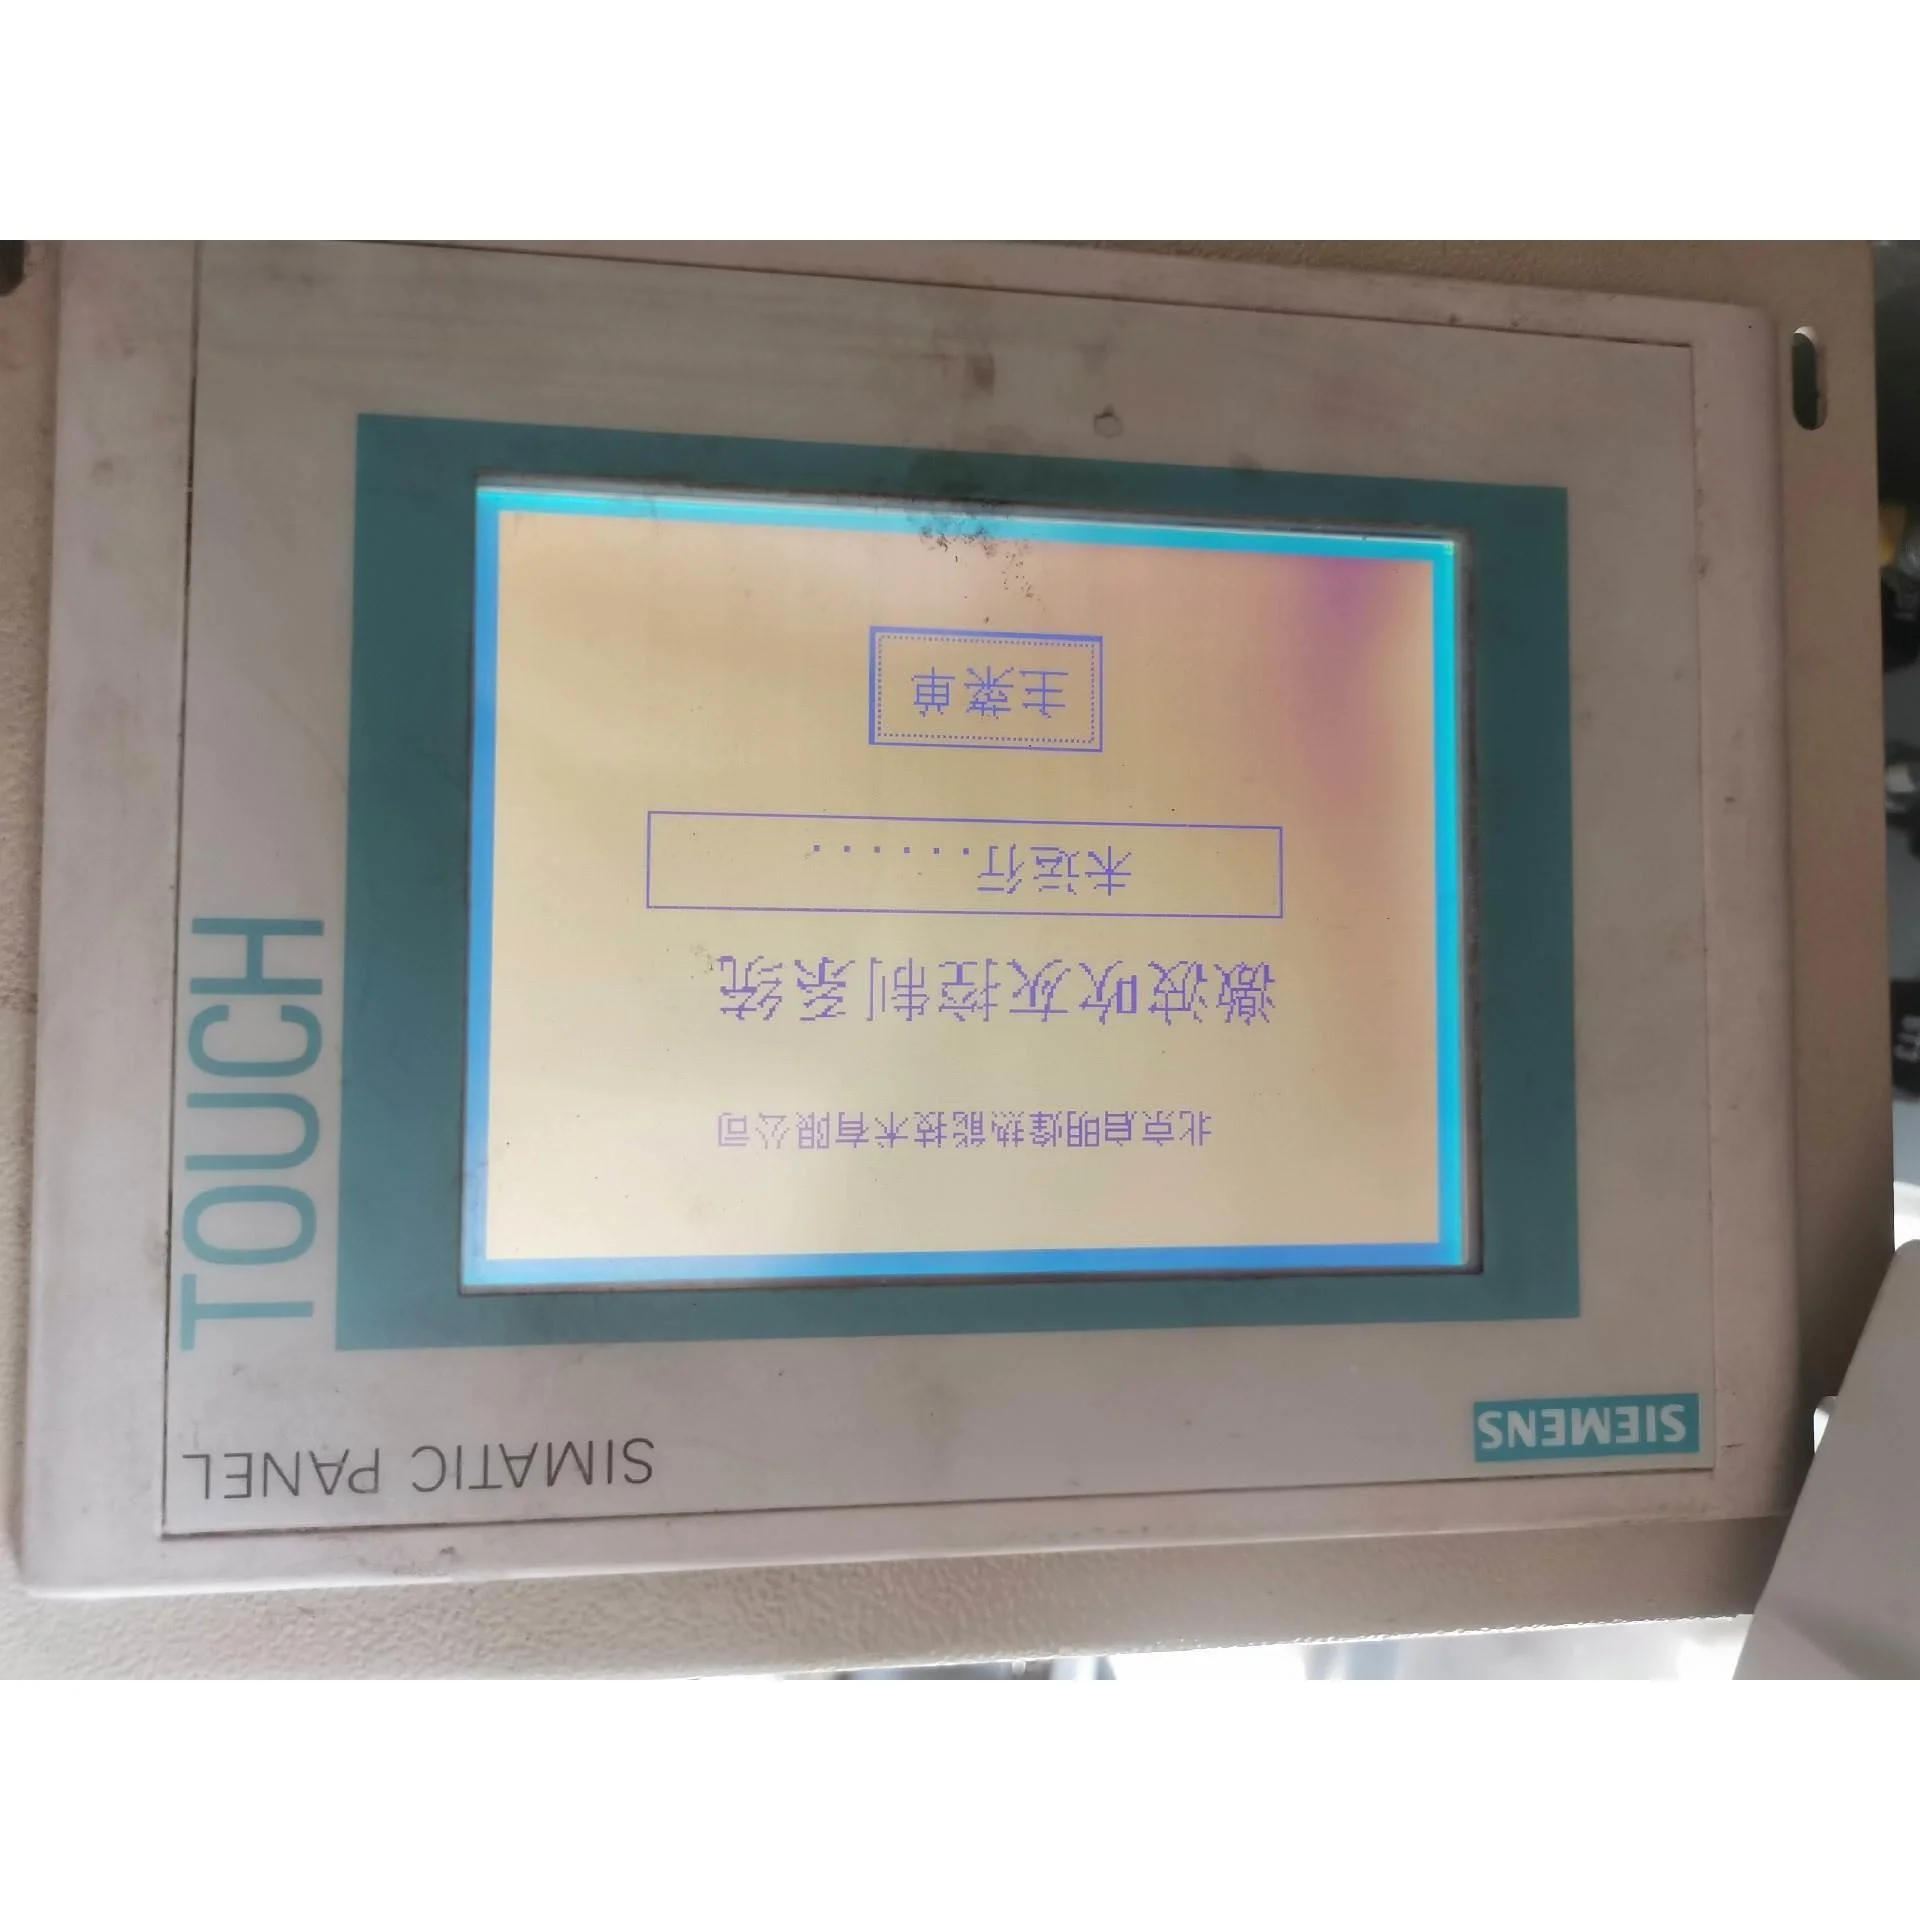 SIEMENS
SIMATIC PANEL
TOUCH
北京启明烽热能技术有限公司
激波吹灰控制系统
未运行.......
主菜单